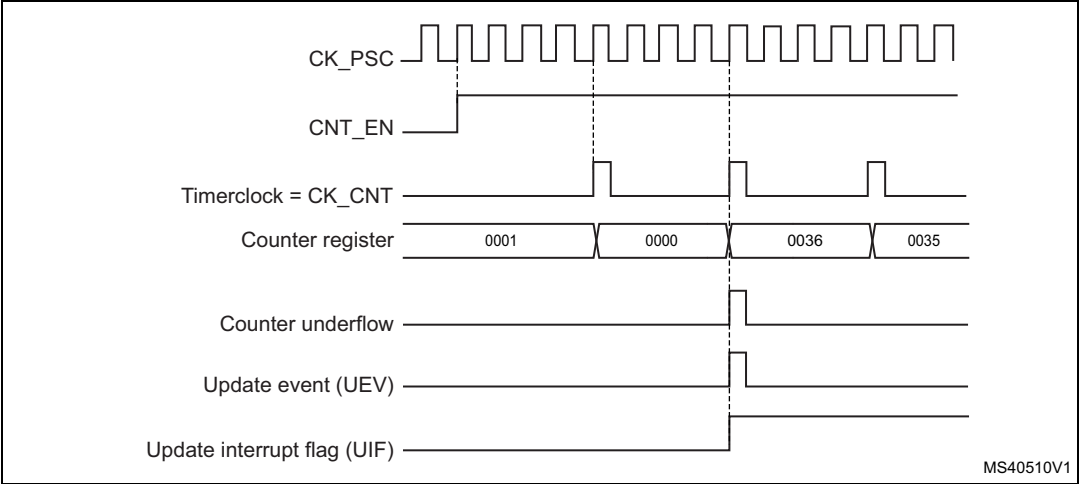 CK_PSC
CNT_EN
Timerclock = CK_CNT
Counter register 0001 0000 0036 0035
Counter underflow
Update event (UEV)
Update interrupt flag (UIF)
MS40510V1